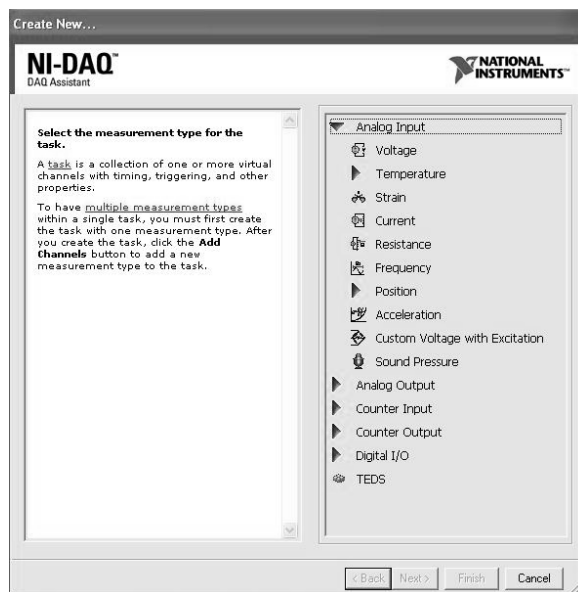 Create New...
NI-DAQ™
DAQ Assistant
NATIONAL
INSTRUMENTS™
Select the measurement type for the
task.
A task is a collection of one or more virtual
channels with timing, triggering, and other
properties.
To have multiple measurement types
within a single task, you must first create
the task with one measurement type. After
you create the task, click the Add
Channels button to add a new
measurement type to the task.
Analog Input
Voltage
Temperature
Strain
Current
Resistance
Frequency
Position
Acceleration
Custom Voltage with Excitation
Sound Pressure
Analog Output
Counter Input
Counter Output
Digital I/O
TEDS
< Back Next > Finish Cancel